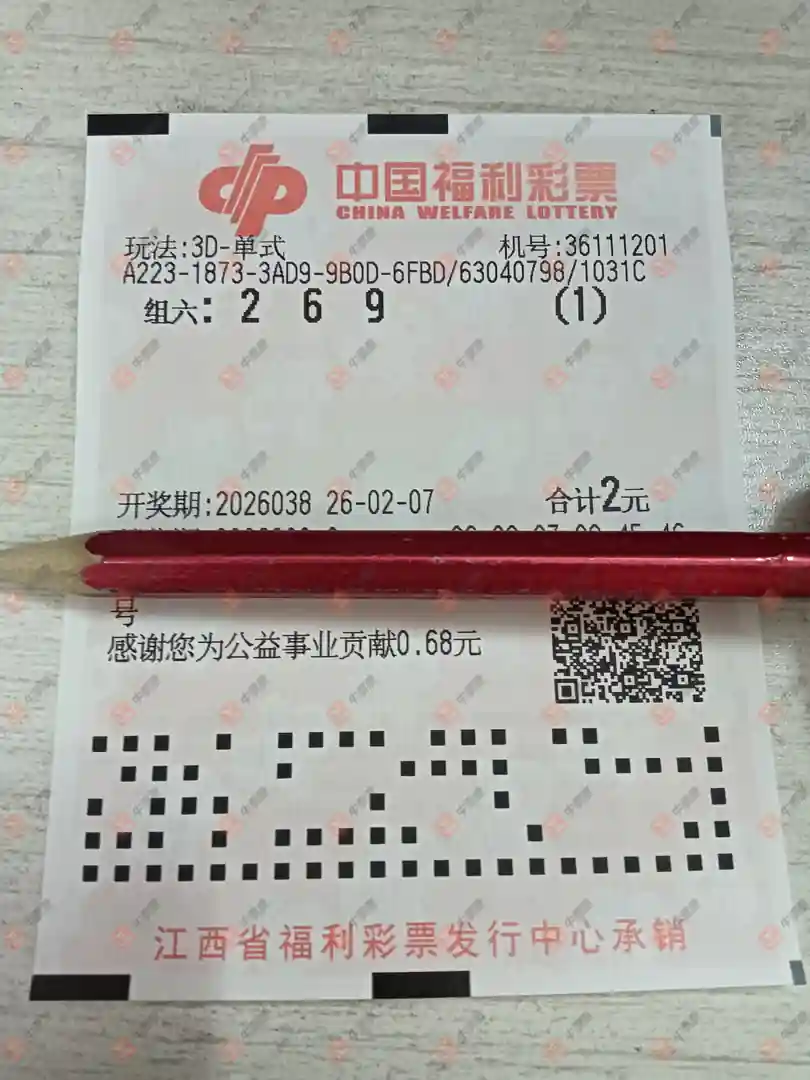 中国福利彩票
CHINA WELFARE LOTTERY
玩法:3D-单式 机号:36111201
A223-1873-3AD9-9B0D-6FBD/63040798/1031C
组六: 2 6 9 (1)
开奖期:2026038 26-02-07 合计2元
号
感谢您为公益事业贡献0.68元
江西省福利彩票发行中心承销